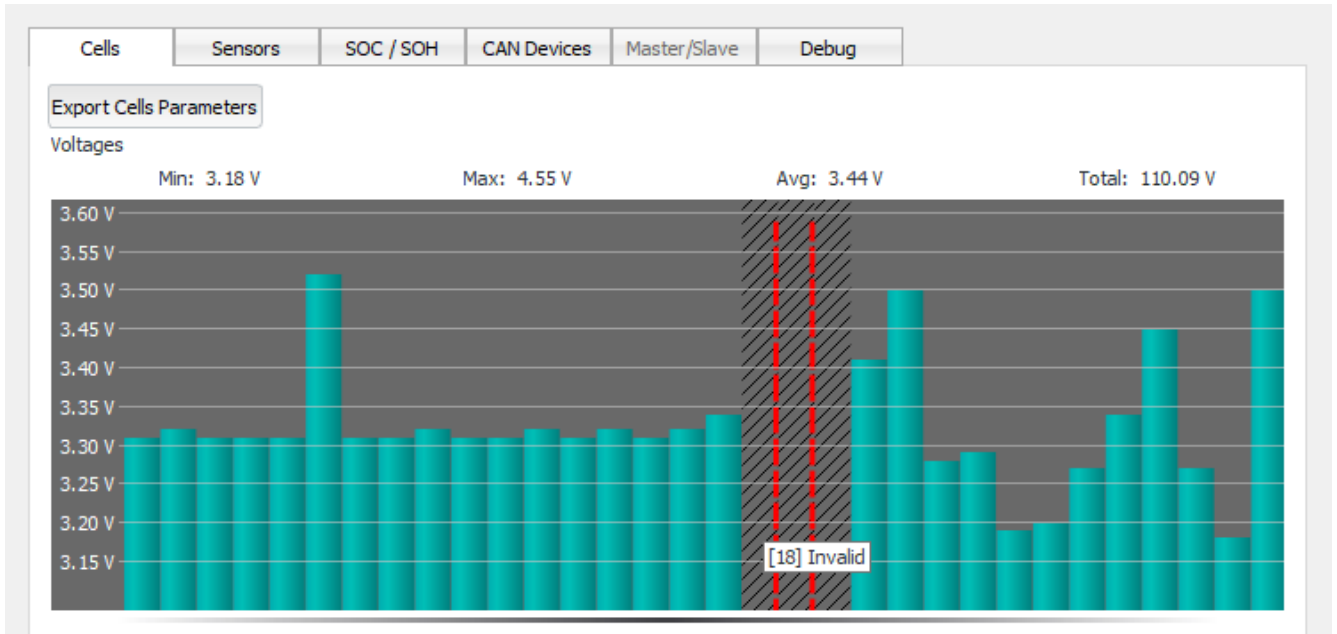 Cells Sensors SOC / SOH CAN Devices Master/Slave Debug
Export Cells Parameters
Voltages
Min: 3.18 V Max: 4.55 V Avg: 3.44 V Total: 110.09 V
3.60 V
3.55 V
3.50 V
3.45 V
3.40 V
3.35 V
3.30 V
3.25 V
3.20 V
[18] Invalid
3.15 V